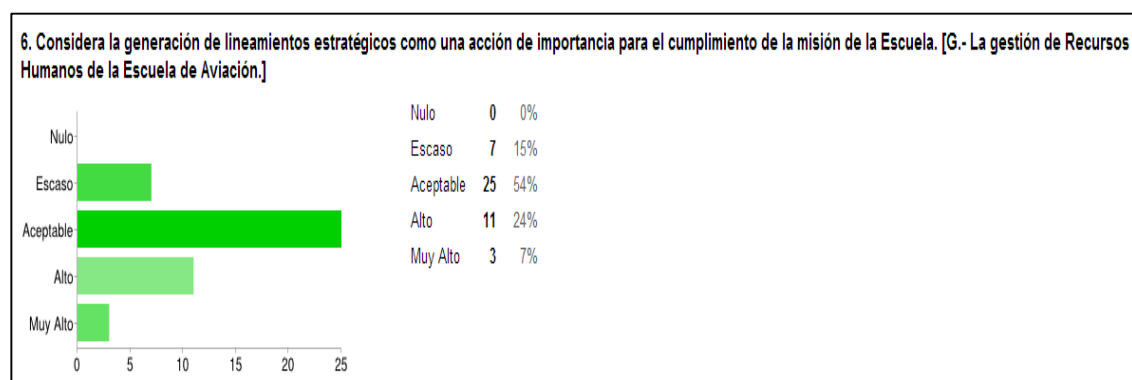 6. Considera la generación de lineamientos estratégicos como una acción de importancia para el cumplimiento de la misión de la Escuela. [G.- La gestión de Recursos
Humanos de la Escuela de Aviación.]
Nulo
Escaso
Aceptable
Alto
Muy Alto
0 5 10 15 20 25
Nulo 0 0%
Escaso 7 15%
Aceptable 25 54%
Alto 11 24%
Muy Alto 3 7%